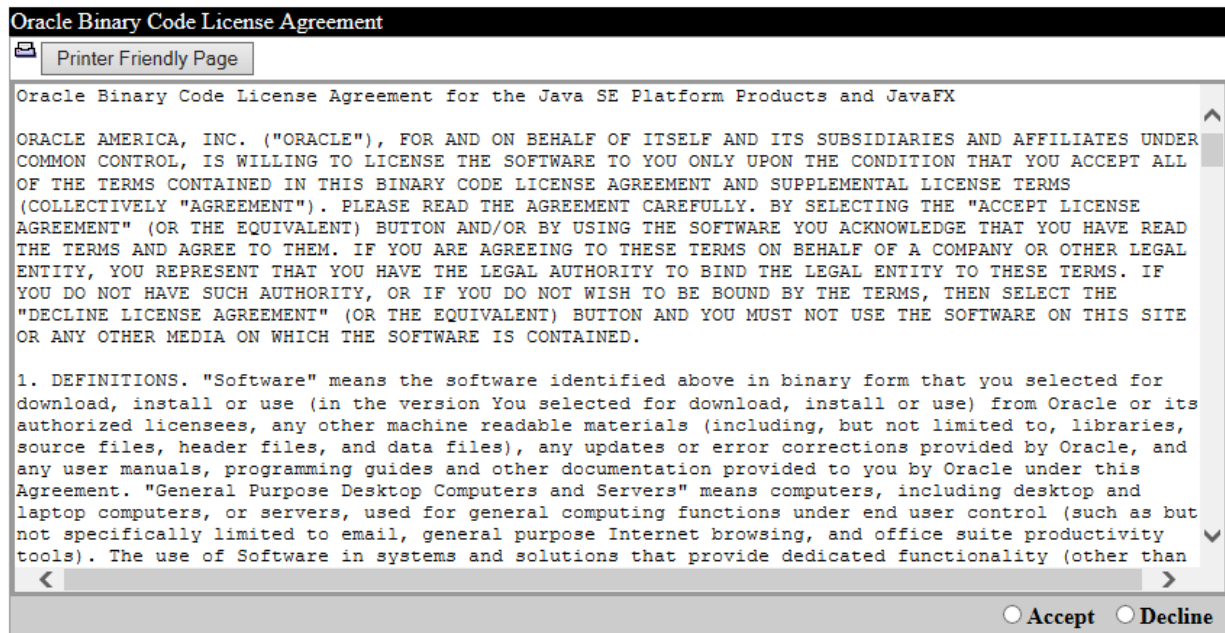 Oracle Binary Code License Agreement
Printer Friendly Page
Oracle Binary Code License Agreement for the Java SE Platform Products and JavaFX
ORACLE AMERICA, INC. ("ORACLE"), FOR AND ON BEHALF OF ITSELF AND ITS SUBSIDIARIES AND AFFILIATES UNDER
COMMON CONTROL, IS WILLING TO LICENSE THE SOFTWARE TO YOU ONLY UPON THE CONDITION THAT YOU ACCEPT ALL
OF THE TERMS CONTAINED IN THIS BINARY CODE LICENSE AGREEMENT AND SUPPLEMENTAL LICENSE TERMS
(COLLECTIVELY "AGREEMENT"). PLEASE READ THE AGREEMENT CAREFULLY. BY SELECTING THE "ACCEPT LICENSE
AGREEMENT" (OR THE EQUIVALENT) BUTTON AND/OR BY USING THE SOFTWARE YOU ACKNOWLEDGE THAT YOU HAVE READ
THE TERMS AND AGREE TO THEM. IF YOU ARE AGREEING TO THESE TERMS ON BEHALF OF A COMPANY OR OTHER LEGAL
ENTITY, YOU REPRESENT THAT YOU HAVE THE LEGAL AUTHORITY TO BIND THE LEGAL ENTITY TO THESE TERMS. IF
YOU DO NOT HAVE SUCH AUTHORITY, OR IF YOU DO NOT WISH TO BE BOUND BY THE TERMS, THEN SELECT THE
"DECLINE LICENSE AGREEMENT" (OR THE EQUIVALENT) BUTTON AND YOU MUST NOT USE THE SOFTWARE ON THIS SITE
OR ANY OTHER MEDIA ON WHICH THE SOFTWARE IS CONTAINED.
1. DEFINITIONS. "Software" means the software identified above in binary form that you selected for
download, install or use (in the version You selected for download, install or use) from Oracle or its
authorized licensees, any other machine readable materials (including, but not limited to, libraries,
source files, header files, and data files), any updates or error corrections provided by Oracle, and
any user manuals, programming guides and other documentation provided to you by Oracle under this
Agreement. "General Purpose Desktop Computers and Servers" means computers, including desktop and
laptop computers, or servers, used for general computing functions under end user control (such as but
not specifically limited to email, general purpose Internet browsing, and office suite productivity
tools). The use of Software in systems and solutions that provide dedicated functionality (other than
Accept Decline